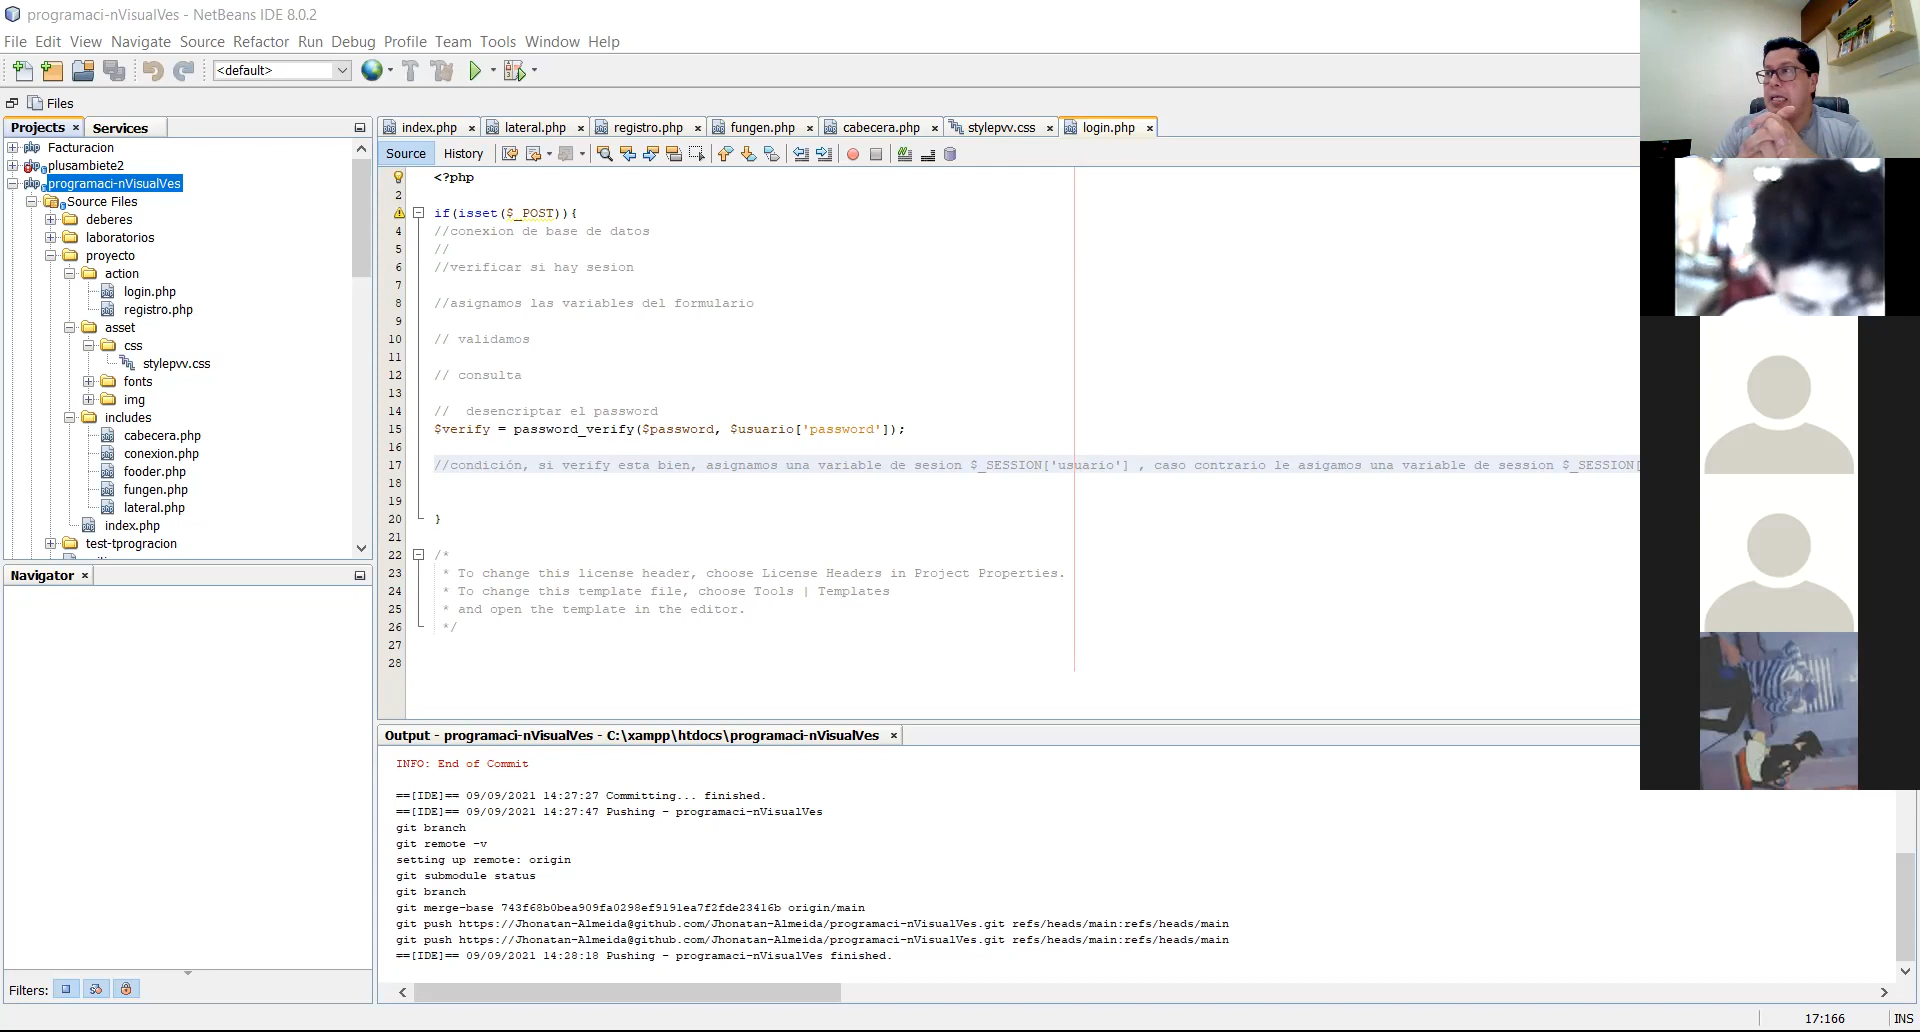 programaci-nVisualVes - NetBeans IDE 8.0.2
File Edit View Navigate Source Refactor Run Debug Profile Team Tools Window Help
<default>
Files
Projects × Services
Facturacion
plusambiete2
programaci-nVisualVes
Source Files
deberes
laboratorios
proyecto
action
login.php
registro.php
asset
css
stylepvv.css
fonts
img
includes
cabecera.php
conexion.php
fooder.php
fungen.php
lateral.php
index.php
test-tprogracion
Navigator ×
Filters:
index.php × lateral.php × registro.php × fungen.php × cabecera.php × stylepvv.css × login.php ×
Source History
<?php
2
if(isset($_POST)){
4 //conexion de base de datos
5 //
6 //verificar si hay sesion
7
8 //asignamos las variables del formulario
9
10 // validamos
11
12 // consulta
13
14 //  desencriptar el password
15 $verify = password_verify($password, $usuario['password']);
16
17 //condición, si verify esta bien, asignamos una variable de sesion $_SESSION['usuario'] , caso contrario le asigamos una variable de session $_SESSION[
18
19
20 }
21
22 /*
23 * To change this license header, choose License Headers in Project Properties.
24 * To change this template file, choose Tools | Templates
25 * and open the template in the editor.
26 */
27
28
Output - programaci-nVisualVes - C:\xampp\htdocs\programaci-nVisualVes ×
INFO: End of Commit
==[IDE]== 09/09/2021 14:27:27 Committing... finished.
==[IDE]== 09/09/2021 14:27:47 Pushing - programaci-nVisualVes
git branch
git remote -v
setting up remote: origin
git submodule status
git branch
git merge-base 743f68b0bea909fa0298ef9191ea7f2fde23416b origin/main
git push https://Jhonatan-Almeida@github.com/Jhonatan-Almeida/programaci-nVisualVes.git refs/heads/main:refs/heads/main
git push https://Jhonatan-Almeida@github.com/Jhonatan-Almeida/programaci-nVisualVes.git refs/heads/main:refs/heads/main
==[IDE]== 09/09/2021 14:28:18 Pushing - programaci-nVisualVes finished.
17:166 INS